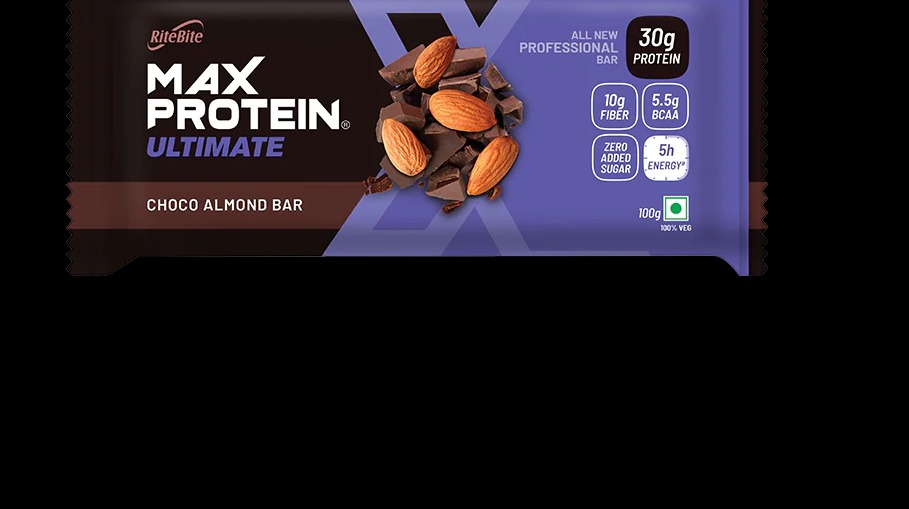 RiteBite
MAX
PROTEIN®
ULTIMATE
CHOCO ALMOND BAR
ALL NEW
PROFESSIONAL
BAR
30g
PROTEIN
10g
FIBER
5.5g
BCAA
ZERO
ADDED
SUGAR
5h
ENERGY#
100g
100% VEG